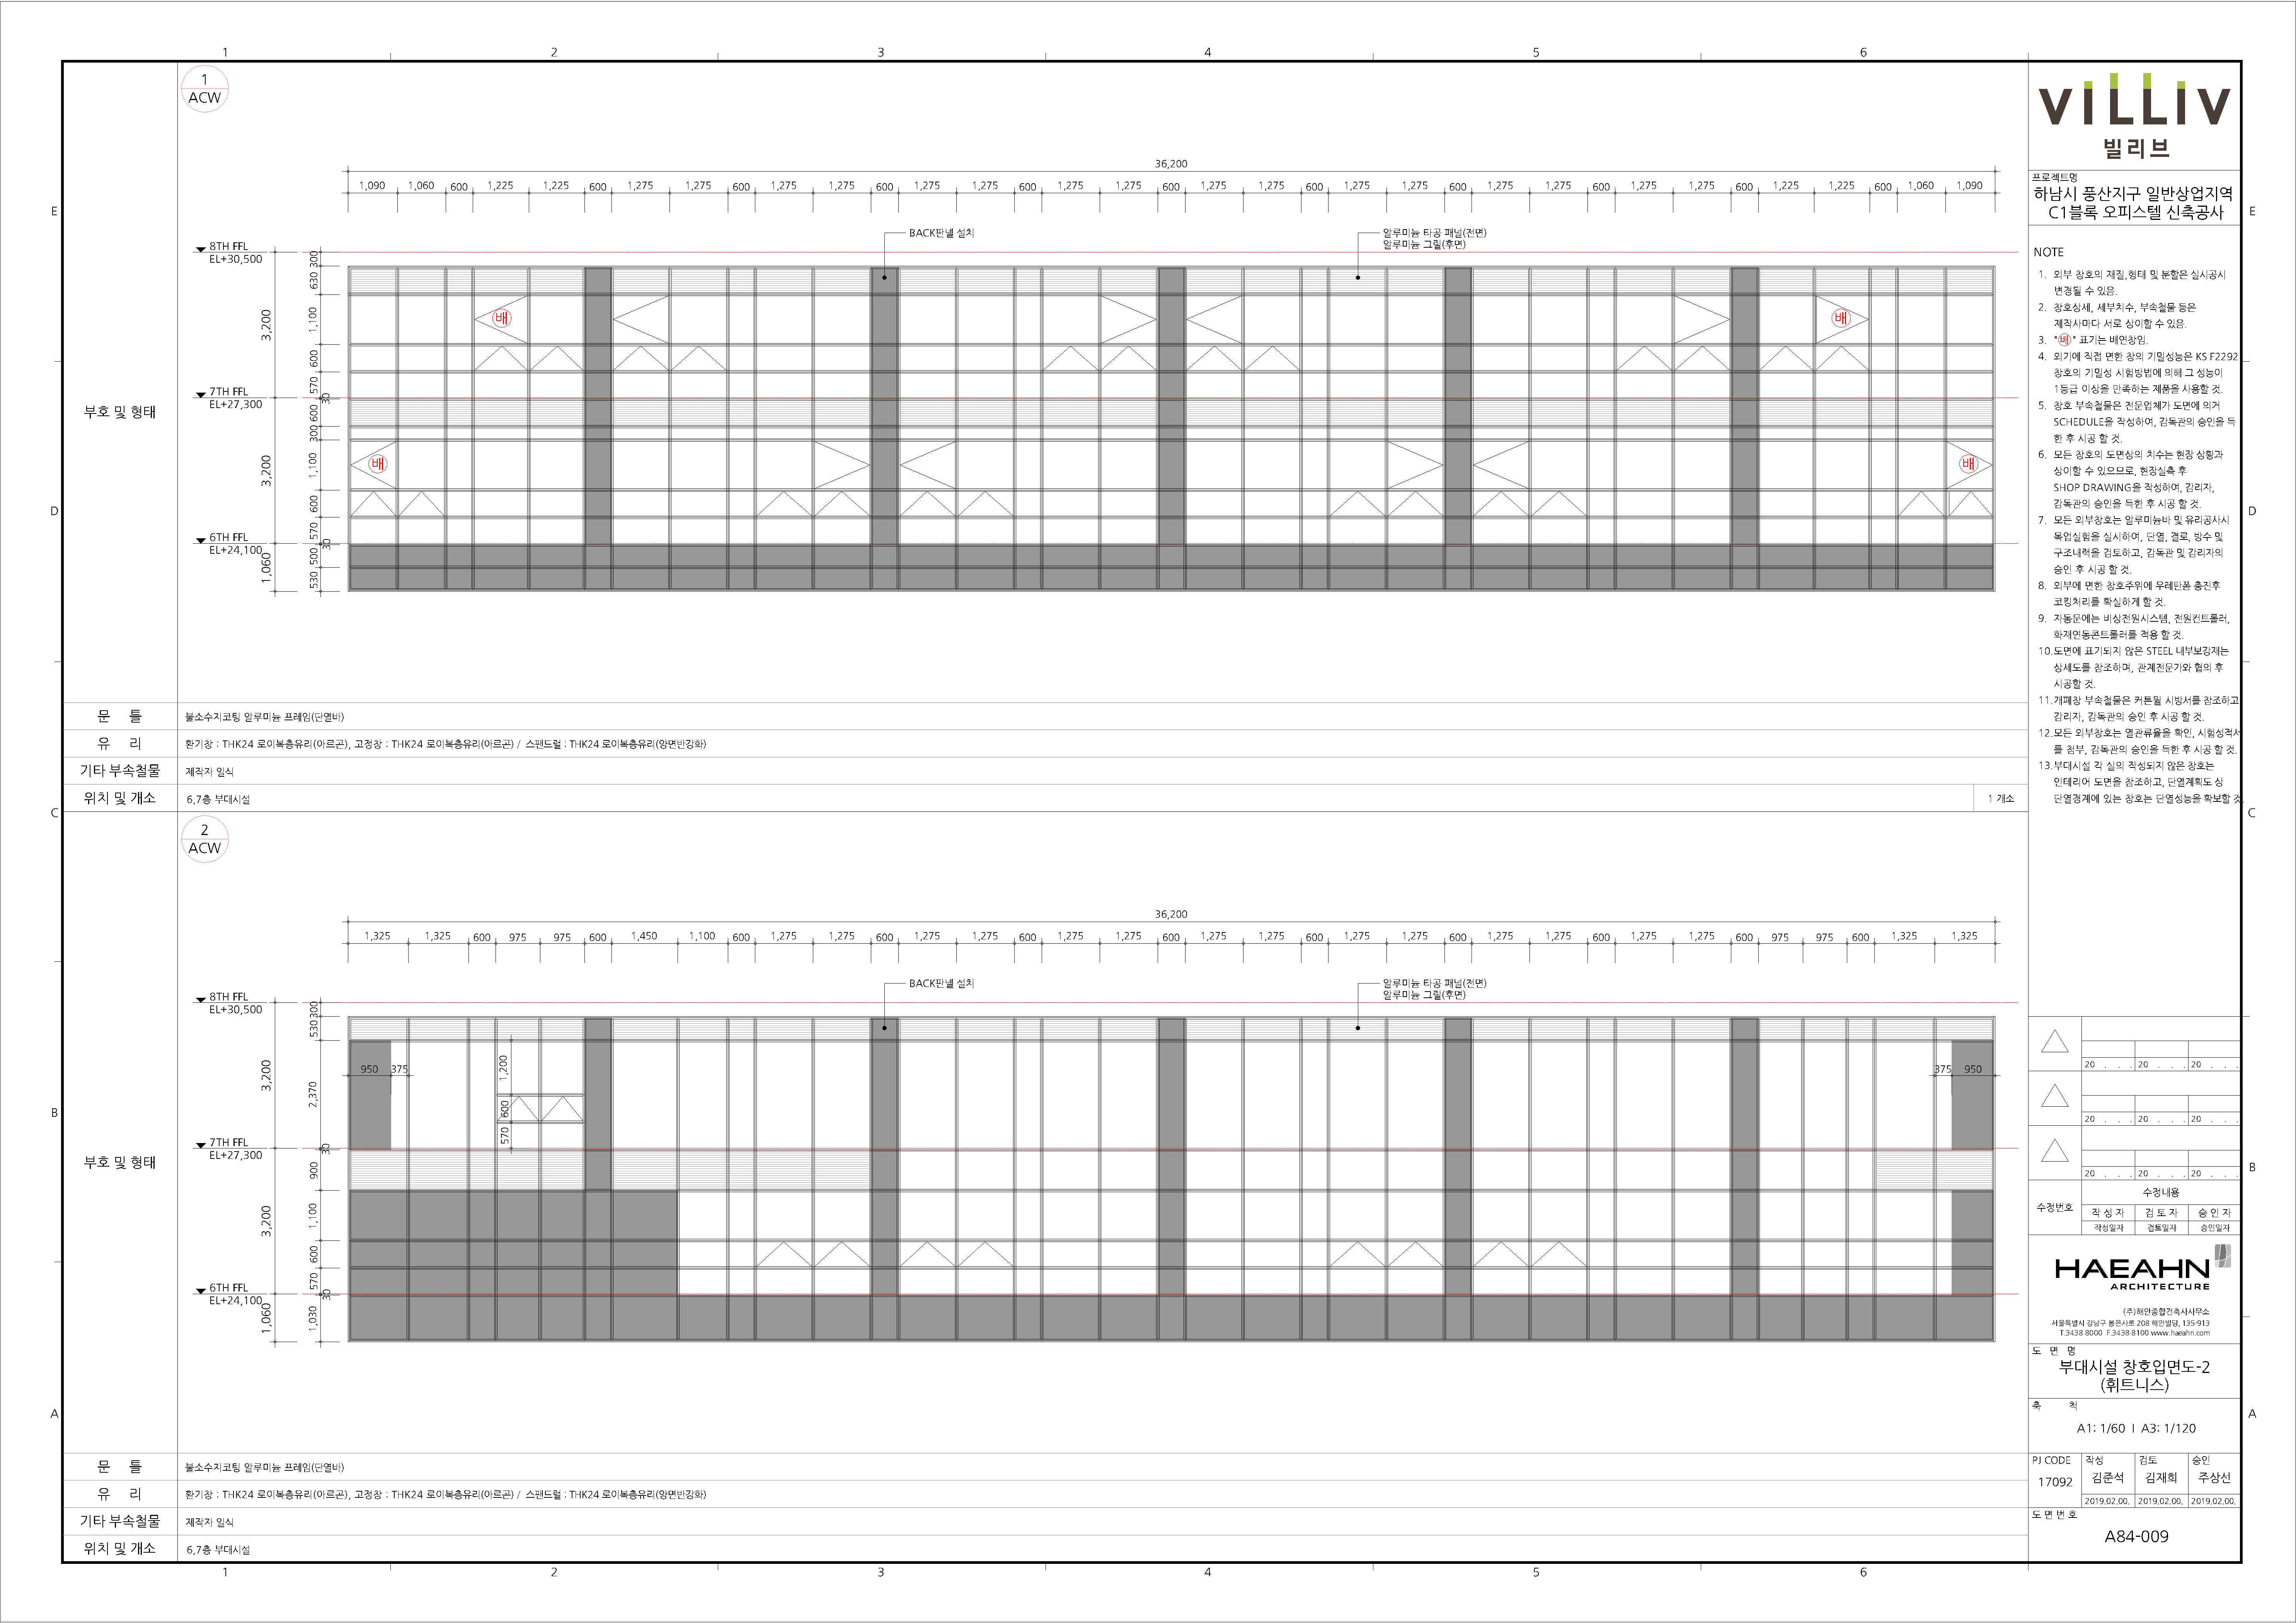 1 2 3 4 5 6
1
ACW
36,200
1,090 1,060 600 1,225 1,225 600 1,275 1,275 600 1,275 1,275 600 1,275 1,275 600 1,275 1,275 600 1,275 1,275 600 1,275 1,275 600 1,275 1,275 600 1,275 1,275 600 1,225 1,225 600 1,060 1,090
BACK판넬 설치
알루미늄 타공 패널(전면)
알루미늄 그릴(후면)
8TH FFL
EL+30,500
7TH FFL
EL+27,300
6TH FFL
EL+24,100
3,200
3,200
1,060
300
630
1,100
600
570
30
600
300
1,100
600
570
30
500
530
배
배
배
배
부호 및 형태
문 틀
불소수지코팅 알루미늄 프레임(단열바)
유 리
환기창 : THK24 로이복층유리(아르곤), 고정창 : THK24 로이복층유리(아르곤) / 스팬드럴 : THK24 로이복층유리(양면반강화)
기타 부속철물
제작자 일식
위치 및 개소
6,7층 부대시설
1 개소
2
ACW
36,200
1,325 1,325 600 975 975 600 1,450 1,100 600 1,275 1,275 600 1,275 1,275 600 1,275 1,275 600 1,275 1,275 600 1,275 1,275 600 1,275 1,275 600 1,275 1,275 600 975 975 600 1,325 1,325
BACK판넬 설치
알루미늄 타공 패널(전면)
알루미늄 그릴(후면)
8TH FFL
EL+30,500
7TH FFL
EL+27,300
6TH FFL
EL+24,100
3,200
3,200
1,060
300
530
2,370
30
900
1,100
600
570
30
1,030
950 375
1,200
600
570
375 950
부호 및 형태
문 틀
불소수지코팅 알루미늄 프레임(단열바)
유 리
환기창 : THK24 로이복층유리(아르곤), 고정창 : THK24 로이복층유리(아르곤) / 스팬드럴 : THK24 로이복층유리(양면반강화)
기타 부속철물
제작자 일식
위치 및 개소
6,7층 부대시설
1 2 3 4 5 6
E
D
C
B
A
E
D
C
B
A
VILLIV
빌리브
프로젝트명
하남시 풍산지구 일반상업지역
C1블록 오피스텔 신축공사
NOTE
1. 외부 창호의 재질,형태 및 분할은 실시공시
변경될 수 있음.
2. 창호상세, 세부치수, 부속철물 등은
제작사마다 서로 상이할 수 있음.
3. "배" 표기는 배연창임.
4. 외기에 직접 면한 창의 기밀성능은 KS F2292
창호의 기밀성 시험방법에 의해 그 성능이
1등급 이상을 만족하는 제품을 사용할 것.
5. 창호 부속철물은 전문업체가 도면에 의거
SCHEDULE을 작성하여, 감독관의 승인을 득
한 후 시공 할 것.
6. 모든 창호의 도면상의 치수는 현장 상황과
상이할 수 있으므로, 현장실측 후
SHOP DRAWING을 작성하여, 감리자,
감독관의 승인을 득한 후 시공 할 것.
7. 모든 외부창호는 알루미늄바 및 유리공사시
목업실험을 실시하여, 단열, 결로, 방수 및
구조내력을 검토하고, 감독관 및 감리자의
승인 후 시공 할 것.
8. 외부에 면한 창호주위에 우레탄폼 충진후
코킹처리를 확실하게 할 것.
9. 자동문에는 비상전원시스템, 전원컨트롤러,
화재연동콘트롤러를 적용 할 것.
10.도면에 표기되지 않은 STEEL 내부보강재는
상세도를 참조하며, 관계전문가와 협의 후
시공할 것.
11.개폐창 부속철물은 커튼월 시방서를 참조하고
감리자, 감독관의 승인 후 시공 할 것.
12.모든 외부창호는 열관류율을 확인, 시험성적서
를 첨부, 감독관의 승인을 득한 후 시공 할 것.
13.부대시설 각 실의 작성되지 않은 창호는
인테리어 도면을 참조하고, 단열계획도 상
단열경계에 있는 창호는 단열성능을 확보할 것.
20 . . . 20 . . . 20 . . .
20 . . . 20 . . . 20 . . .
20 . . . 20 . . . 20 . . .
수정번호
수정내용
작 성 자 검 토 자 승 인 자
작성일자 검토일자 승인일자
HAEAHN
ARCHITECTURE
(주)해안종합건축사사무소
서울특별시 강남구 봉은사로 208 해안빌딩, 135-913
T.3438 8000 F.3438 8100 www.haeahn.com
도 면 명
부대시설 창호입면도-2
(휘트니스)
축 척
A1: 1/60 I A3: 1/120
PJ CODE 작성 검토 승인
17092 김준석 김재회 주상선
2019.02.00. 2019.02.00. 2019.02.00.
도 면 번 호
A84-009